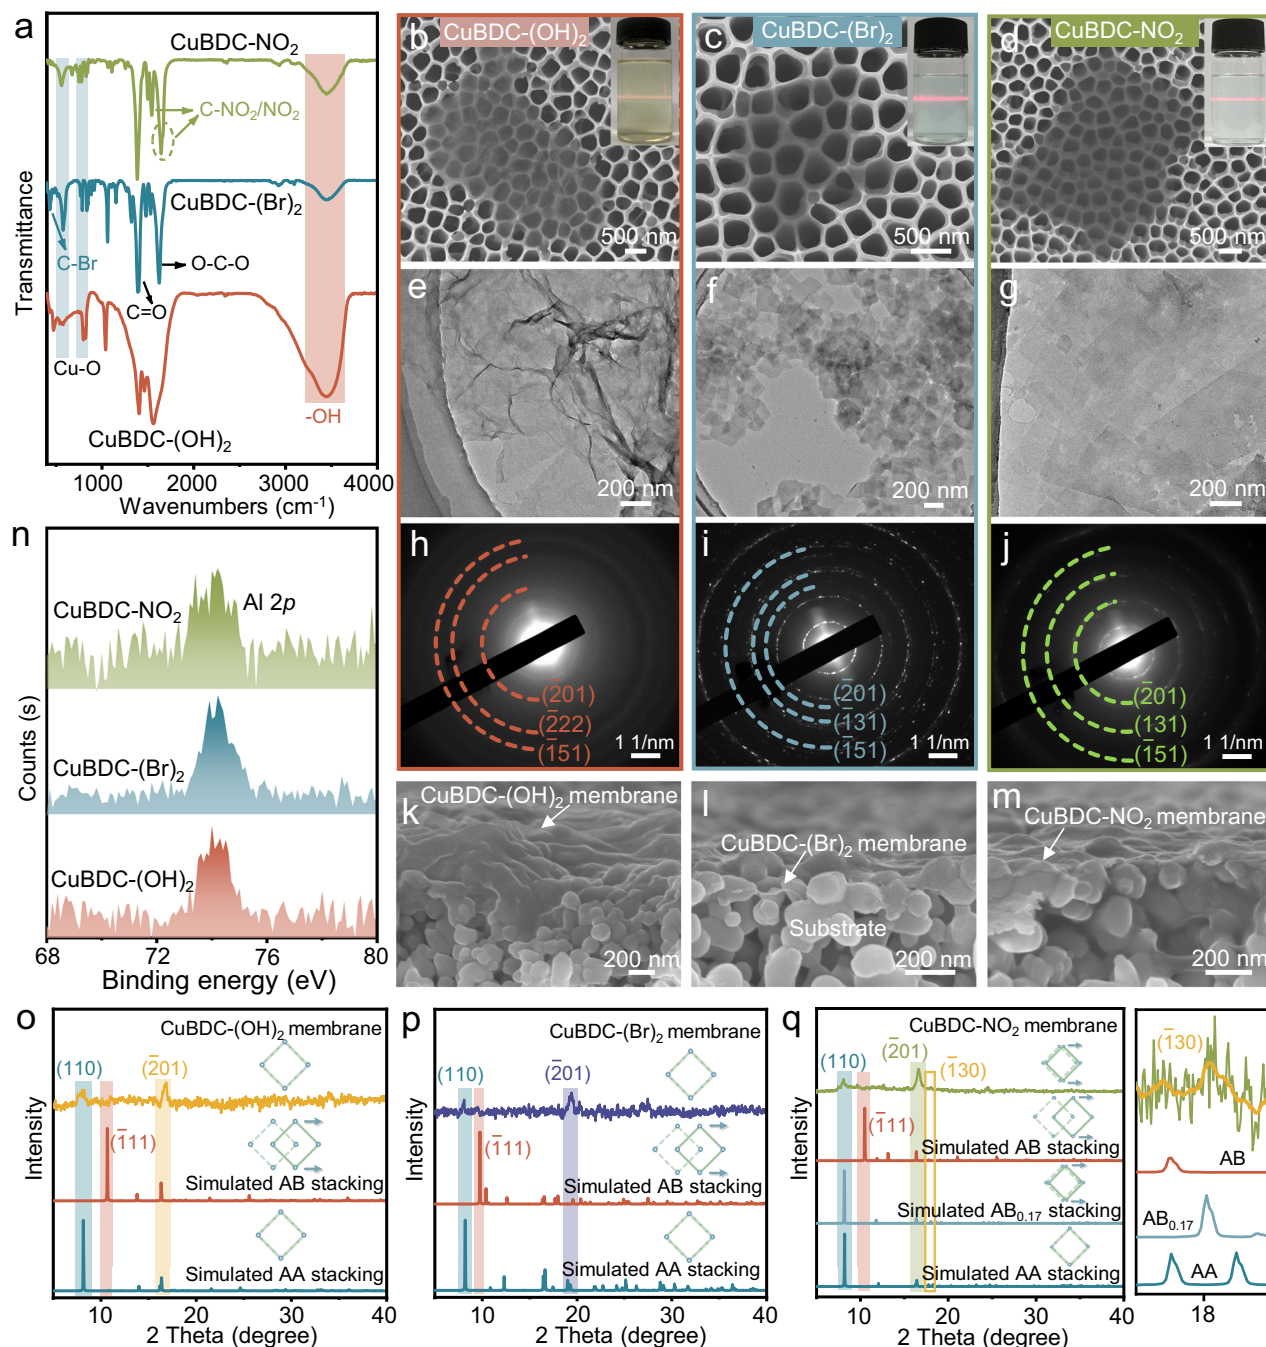 a
CuBDC-NO2
C-NO2/NO2
CuBDC-(Br)2
C-Br
O-C-O
C=O
Cu-O
-OH
CuBDC-(OH)2
Transmittance
1000 2000 3000 4000
Wavenumbers (cm-1)
b CuBDC-(OH)2
500 nm
c CuBDC-(Br)2
500 nm
d CuBDC-NO2
500 nm
e
200 nm
f
200 nm
g
200 nm
h
(2̅01)
(2̅22)
(1̅51)
1 1/nm
i
(2̅01)
(1̅31)
(1̅51)
1 1/nm
j
(2̅01)
(1̅31)
(1̅51)
1 1/nm
k
CuBDC-(OH)2 membrane
200 nm
l
CuBDC-(Br)2 membrane
Substrate
200 nm
m
CuBDC-NO2 membrane
200 nm
n
CuBDC-NO2
Al 2p
CuBDC-(Br)2
CuBDC-(OH)2
Counts (s)
68 72 76 80
Binding energy (eV)
o
CuBDC-(OH)2 membrane
(110)
(2̅01)
(1̅11)
Simulated AB stacking
Simulated AA stacking
Intensity
10 20 30 40
2 Theta (degree)
p
CuBDC-(Br)2 membrane
(110)
(2̅01)
(1̅11)
Simulated AB stacking
Simulated AA stacking
Intensity
10 20 30 40
2 Theta (degree)
q
CuBDC-NO2 membrane
(110)
(2̅01)
(1̅30)
(1̅11)
Simulated AB stacking
Simulated AB0.17 stacking
Simulated AA stacking
Intensity
10 20 30 40
2 Theta (degree)
(1̅30)
AB
AB0.17
AA
18